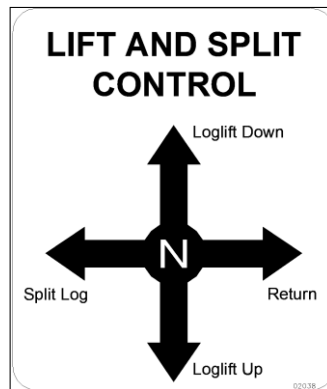 LIFT AND SPLIT
CONTROL
Loglift Down
N
Split Log
Return
Loglift Up
02038